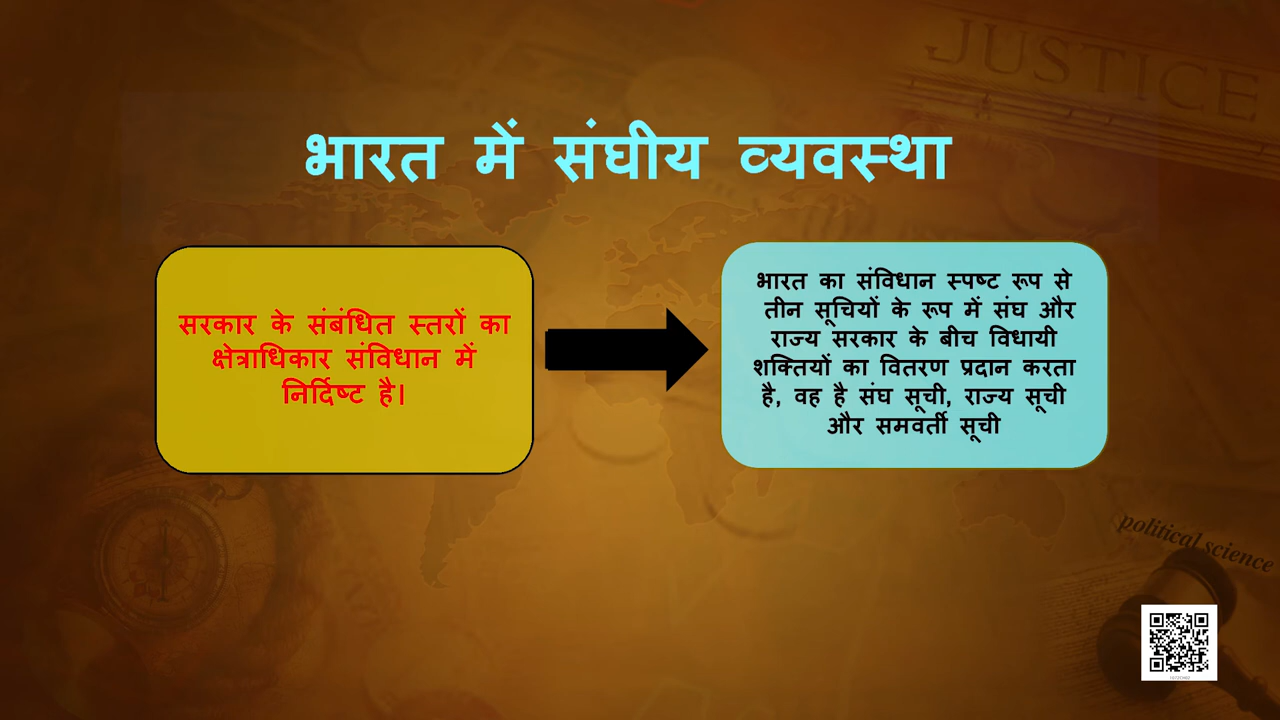 JUSTICE
भारत में संघीय व्यवस्था
सरकार के संबंधित स्तरों का
क्षेत्राधिकार संविधान में
निर्दिष्ट है।
भारत का संविधान स्पष्ट रूप से
तीन सूचियों के रूप में संघ और
राज्य सरकार के बीच विधायी
शक्तियों का वितरण प्रदान करता
है, वह है संघ सूची, राज्य सूची
और समवर्ती सूची
political science